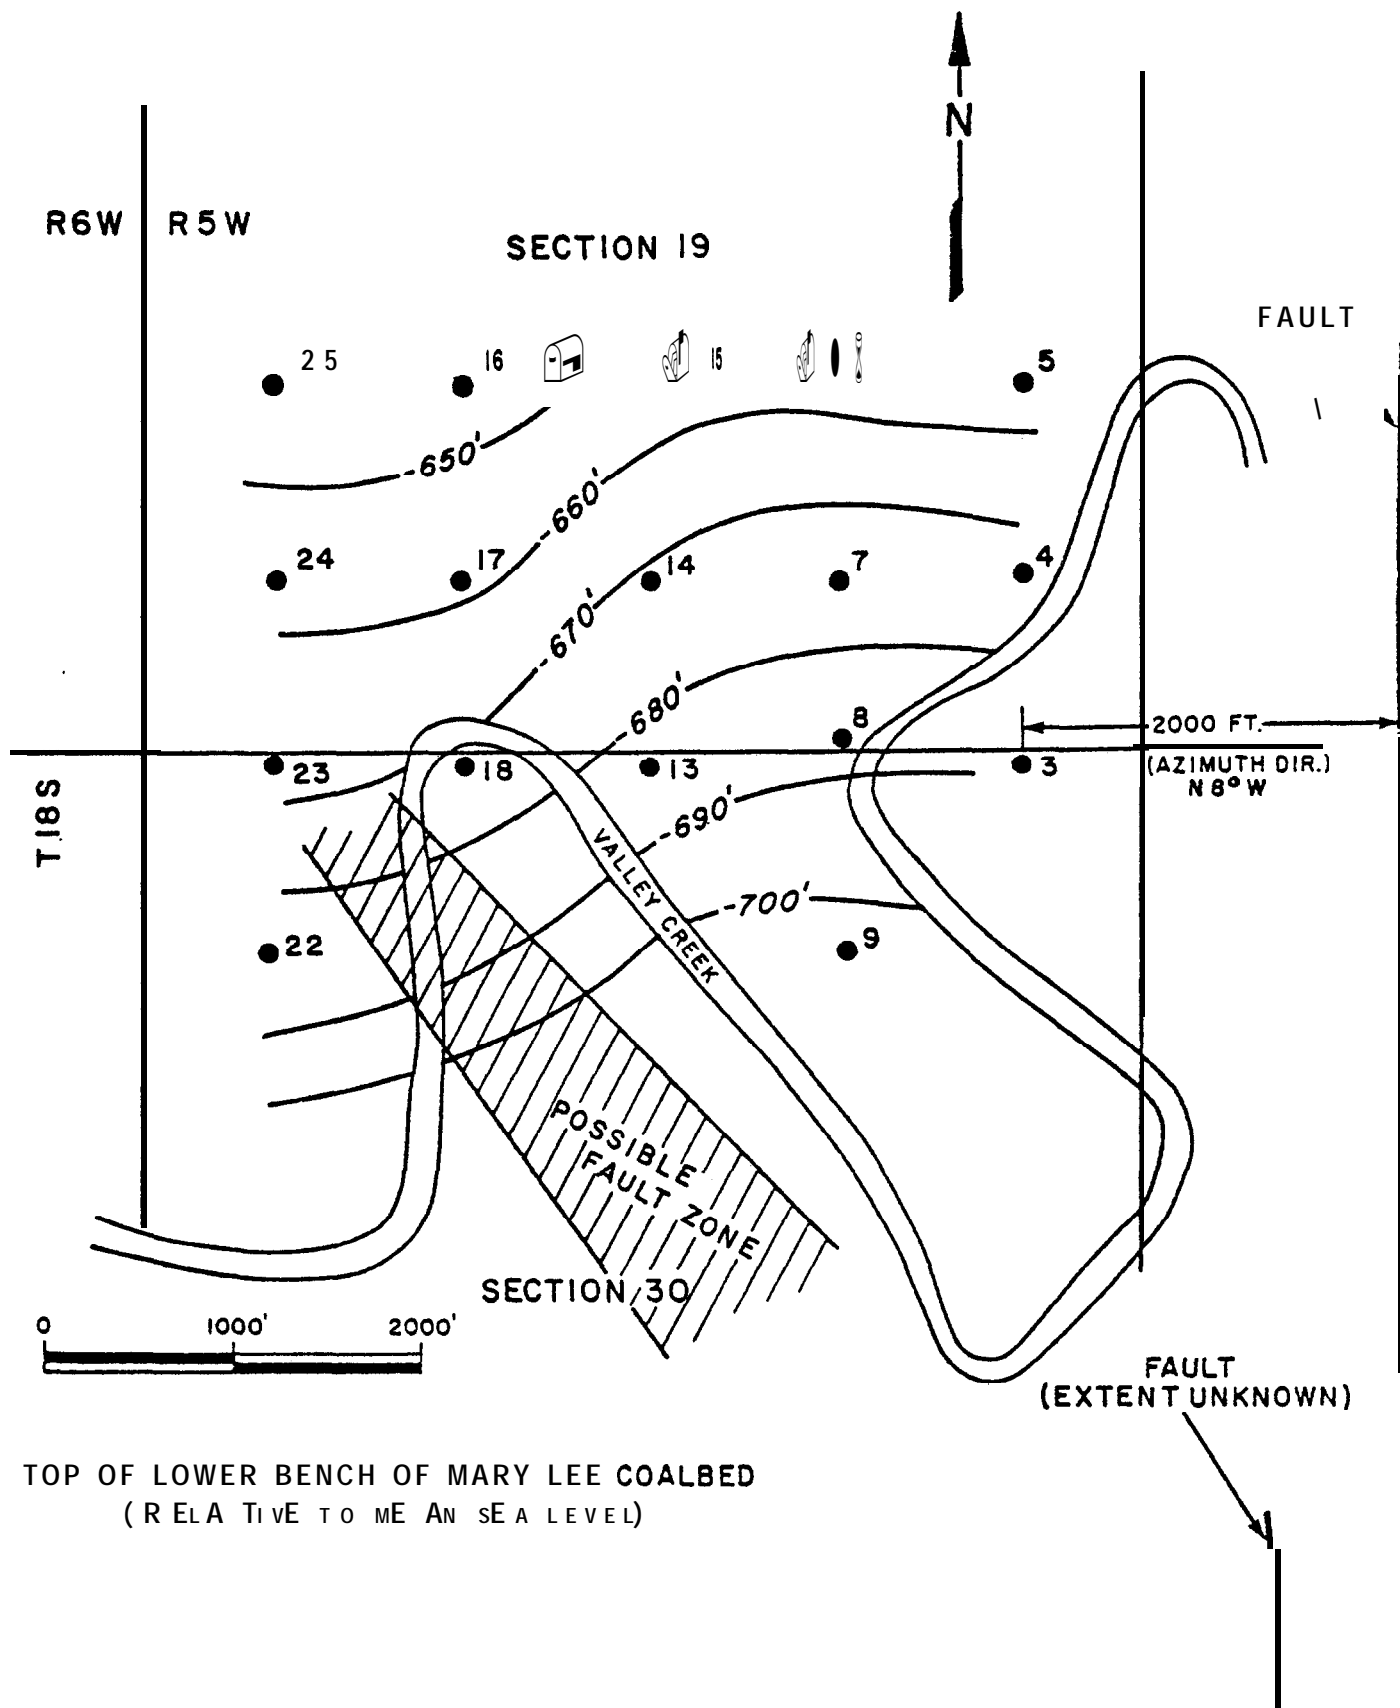 N
R6W R5W
SECTION 19
FAULT
25
16
15
5
-650'
-660'
24
17
14
7
4
-670'
-680'
8
2000 FT.
23
18
13
3
(AZIMUTH DIR.)
N 8° W
T.18S
-690'
VALLEY CREEK
-700'
22
9
POSSIBLE
FAULT ZONE
SECTION 30
0 1000' 2000'
FAULT
(EXTENT UNKNOWN)
TOP OF LOWER BENCH OF MARY LEE COALBED
(RELATIVE TO MEAN SEA LEVEL)